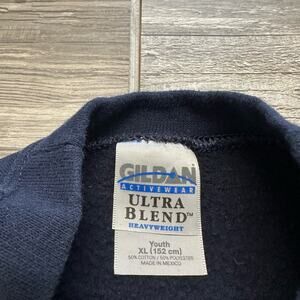 GILDAN
ACTIVEWEAR
ULTRA
BLEND™
HEAVYWEIGHT
Youth
XL (152 cm)
50% COTTON / 50% POLYESTER
MADE IN MEXICO